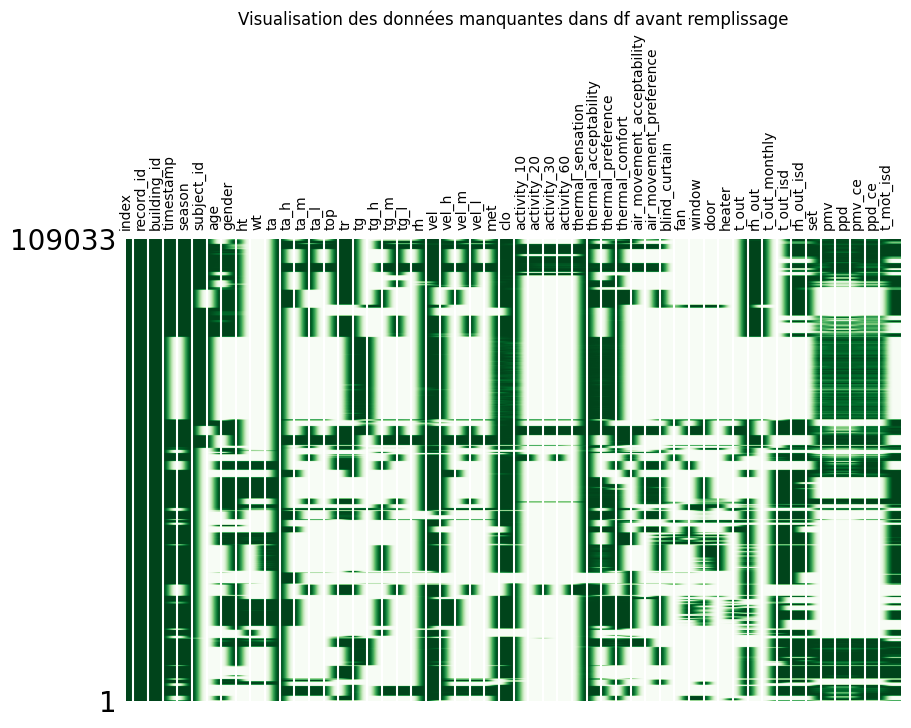 Visualisation des données manquantes dans df avant remplissage
index
record_id
building_id
timestamp
season
subject_id
age
gender
ht
wt
ta
ta_h
ta_m
ta_l
top
tr
tg
tg_h
tg_m
tg_l
rh
vel
vel_h
vel_m
vel_l
met
clo
activity_10
activity_20
activity_30
activity_60
thermal_sensation
thermal_acceptability
thermal_preference
thermal_comfort
air_movement_acceptability
air_movement_preference
blind_curtain
fan
window
door
heater
t_out
rh_out
t_out_monthly
t_out_isd
rh_out_isd
set
pmv
ppd
pmv_ce
ppd_ce
t_mot_isd
109033
1